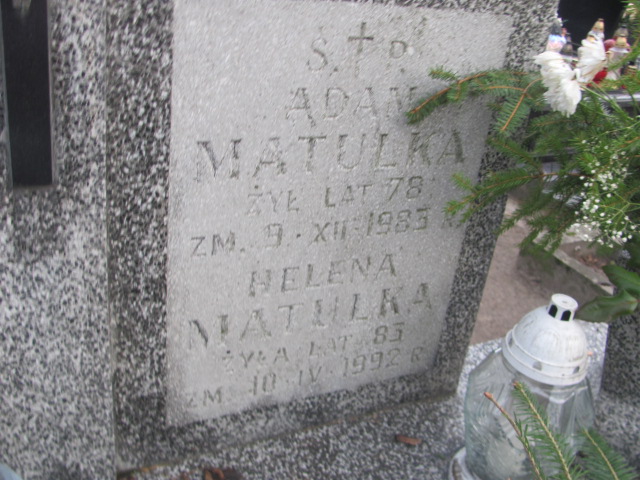 Ś.†P.
ADAM
MATULKA
ŻYŁ LAT 78
ZM. 9.XII.1983 R.
HELENA
MATULKA
ŻYŁA LAT 85
ZM. 10.IV.1992 R.